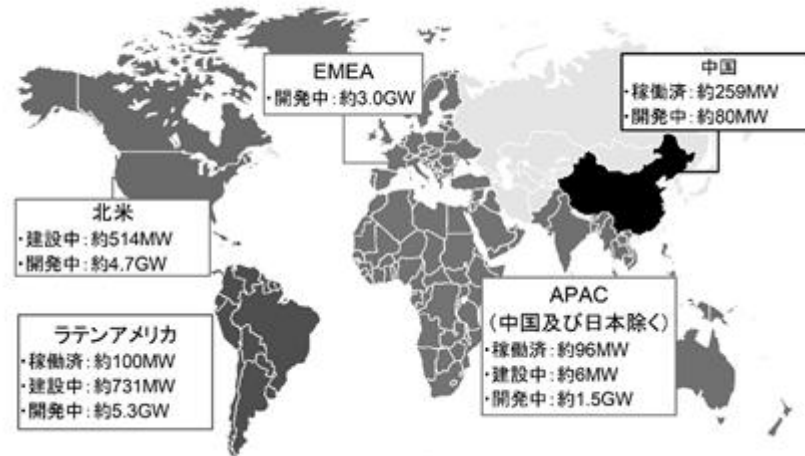 EMEA
・開発中:約3.0GW
中国
・稼働済:約259MW
・開発中:約80MW
北米
・建設中:約514MW
・開発中:約4.7GW
ラテンアメリカ
・稼働済:約100MW
・建設中:約731MW
・開発中:約5.3GW
APAC
(中国及び日本除く)
・稼働済:約96MW
・建設中:約6MW
・開発中:約1.5GW